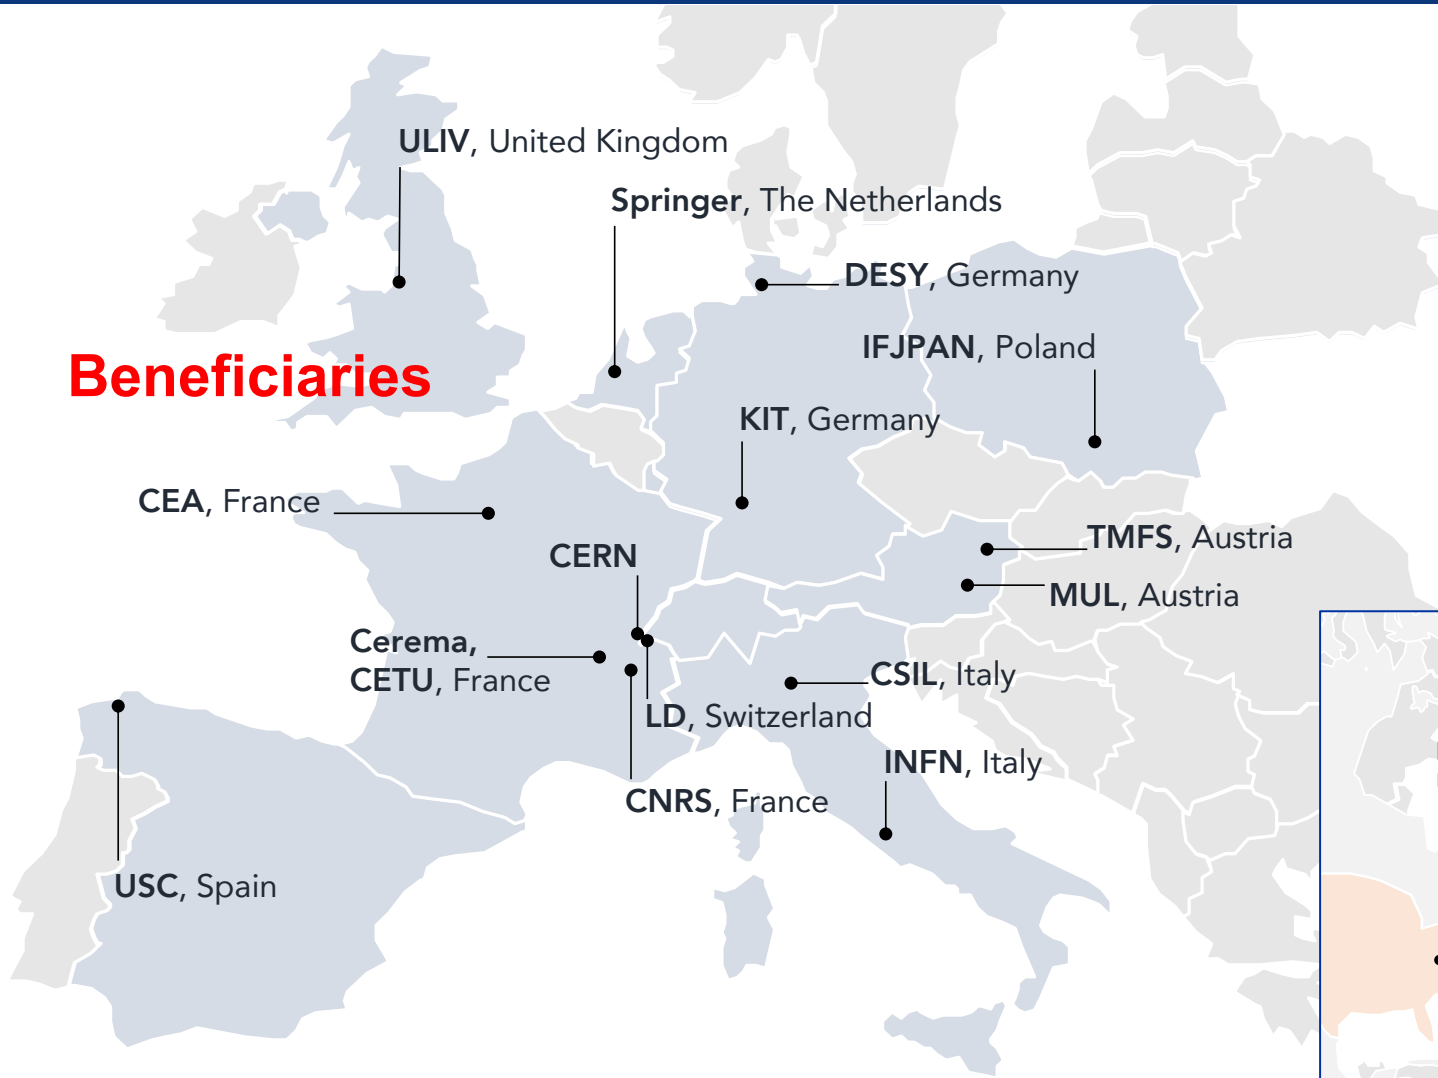 ULIV, United Kingdom
Springer, The Netherlands
DESY, Germany
IFJPAN, Poland
Beneficiaries
KIT, Germany
CEA, France
CERN
TMFS, Austria
MUL, Austria
Cerema,
CETU, France
CSIL, Italy
LD, Switzerland
INFN, Italy
CNRS, France
USC, Spain